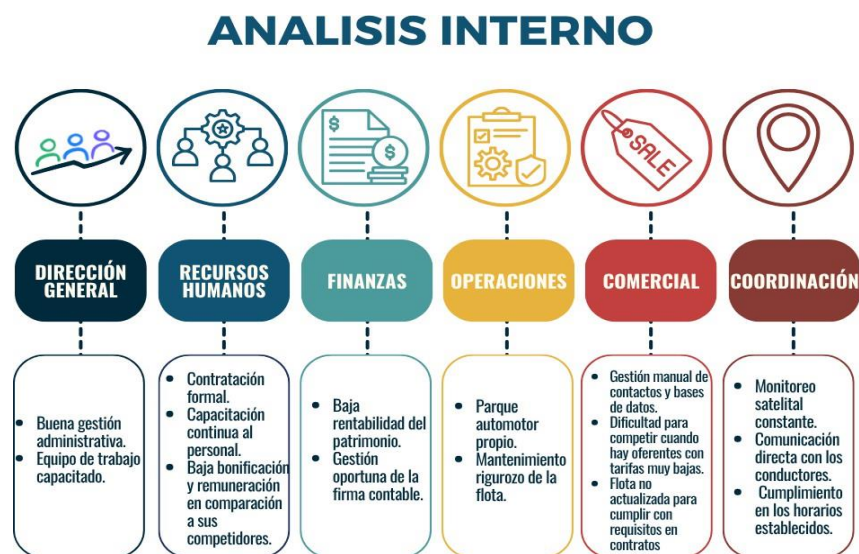 ANALISIS INTERNO
$
$
SALE
DIRECCIÓN
GENERAL
RECURSOS
HUMANOS
FINANZAS
OPERACIONES
COMERCIAL
COORDINACIÓN
• Buena gestión
administrativa.
• Equipo de trabajo
capacitado.
• Contratación
formal.
• Capacitación
continua al
personal.
• Baja bonificación
y remuneración
en comparación
a sus
competidores.
• Baja
rentabilidad del
patrimonio.
• Gestión
oportuna de la
firma contable.
• Parque
automotor
propio.
• Mantenimiento
rigurozo de la
flota.
• Gestión manual de
contactos y bases
de datos.
• Dificultad para
competir cuando
hay oferentes con
tarifas muy bajas.
• Flota no
actualizada para
cumplir con
requisitos en
contratos
• Monitoreo
satelital
constante.
• Comunicación
directa con los
conductores.
• Cumplimiento
en los horarios
establecidos.